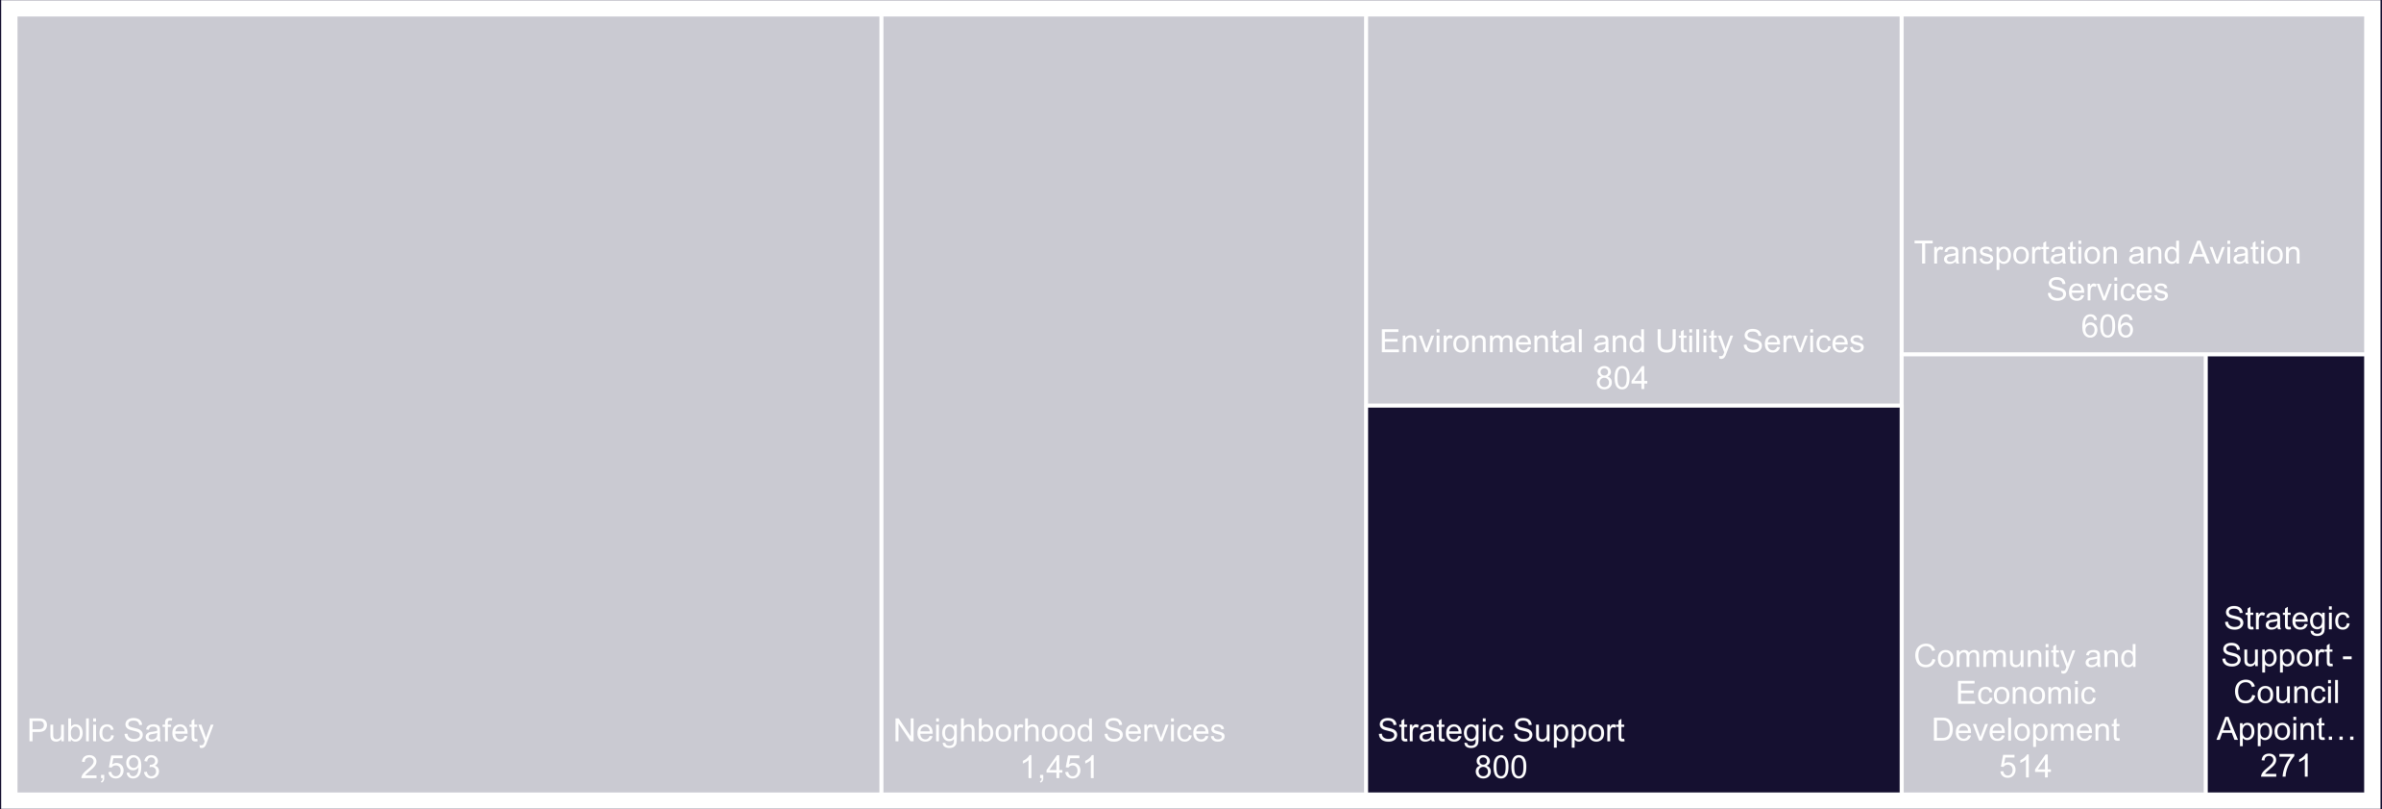 Public Safety
2,593
Neighborhood Services
1,451
Environmental and Utility Services
804
Strategic Support
800
Transportation and Aviation
Services
606
Community and
Economic
Development
514
Strategic
Support -
Council
Appoint…
271